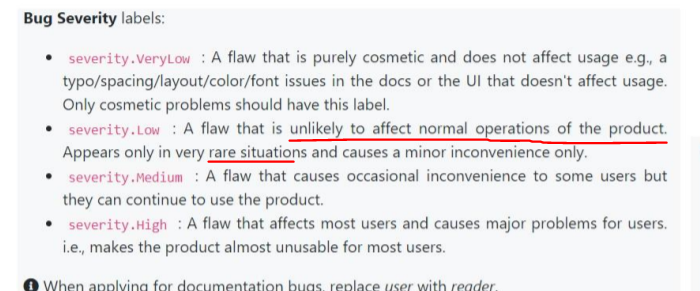 Bug Severity labels:
• severity.VeryLow : A flaw that is purely cosmetic and does not affect usage e.g., a
typo/spacing/layout/color/font issues in the docs or the UI that doesn't affect usage.
Only cosmetic problems should have this label.
• severity.Low : A flaw that is unlikely to affect normal operations of the product.
Appears only in very rare situations and causes a minor inconvenience only.
• severity.Medium : A flaw that causes occasional inconvenience to some users but
they can continue to use the product.
• severity.High : A flaw that affects most users and causes major problems for users.
i.e., makes the product almost unusable for most users.
When applying for documentation bugs, replace user with reader.